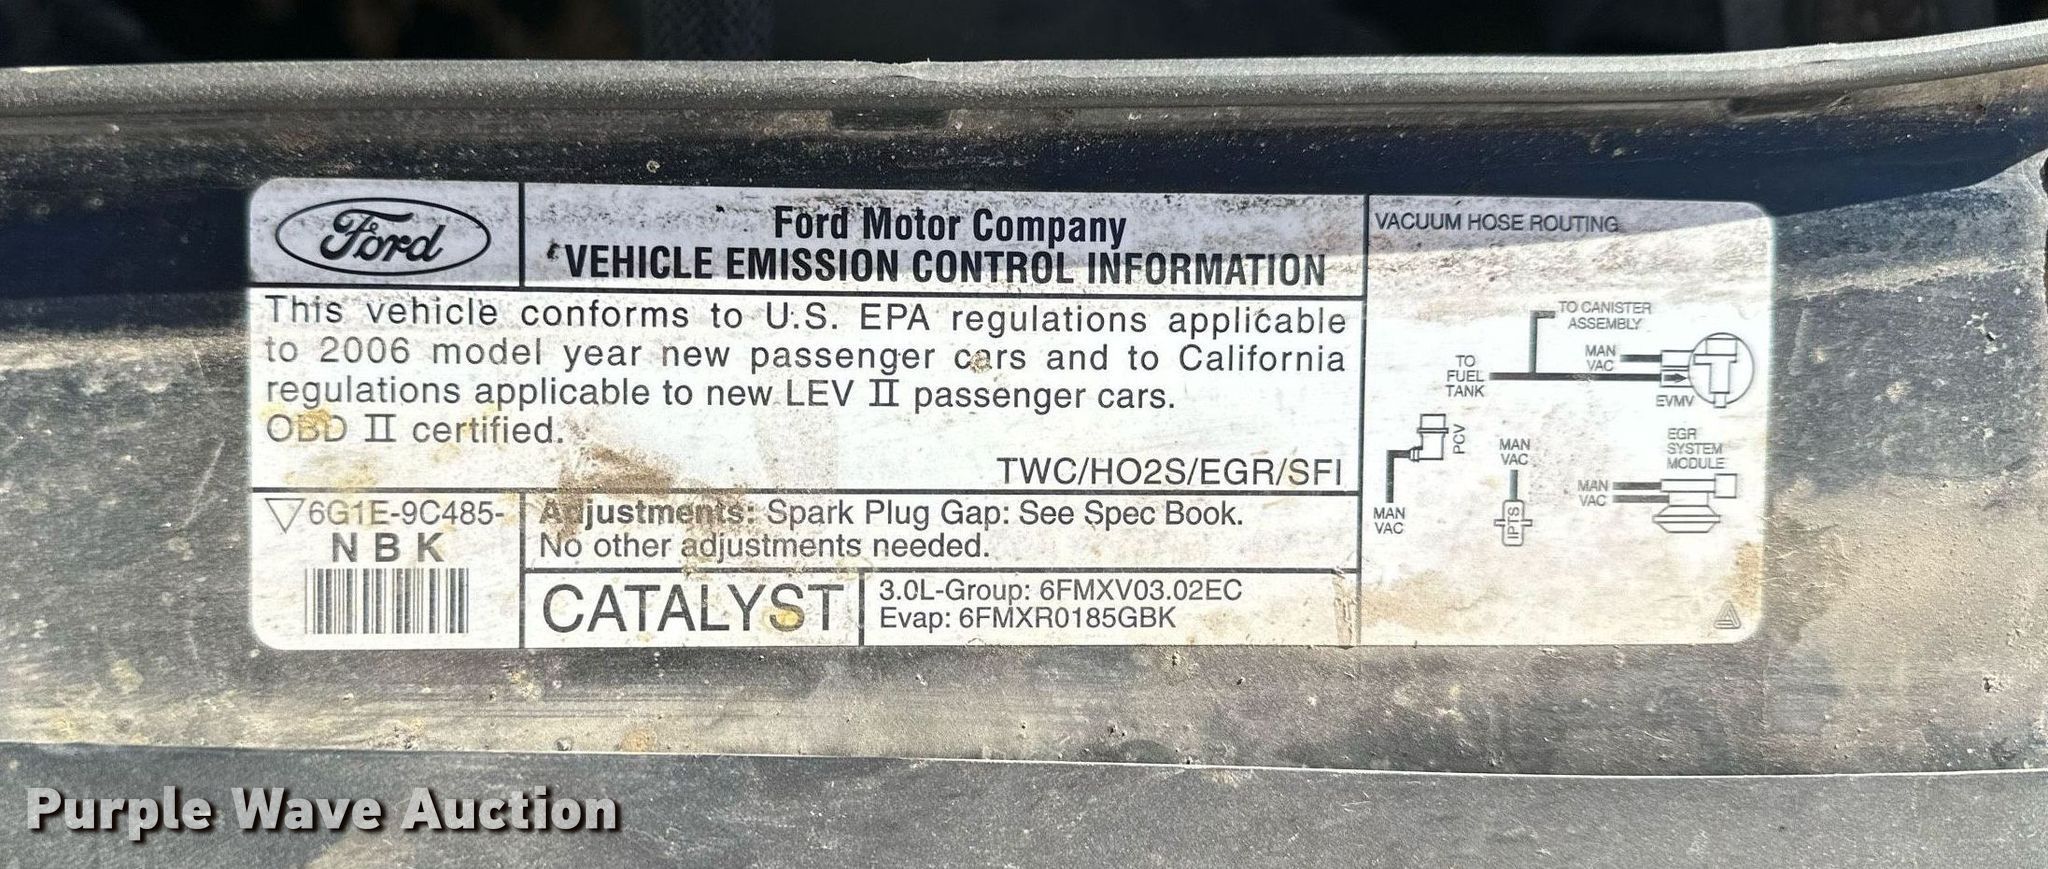 Ford
Ford Motor Company
VEHICLE EMISSION CONTROL INFORMATION
This vehicle conforms to U.S. EPA regulations applicable
to 2006 model year new passenger cars and to California
regulations applicable to new LEV II passenger cars.
OBD II certified.
TWC/HO2S/EGR/SFI
6G1E-9C485-
NBK
Adjustments: Spark Plug Gap: See Spec Book.
No other adjustments needed.
CATALYST
3.0L-Group: 6FMXV03.02EC
Evap: 6FMXR0185GBK
VACUUM HOSE ROUTING
TO CANISTER
ASSEMBLY
MAN
VAC
TO
FUEL
TANK
EVMV
PCV
MAN
VAC
MAN
VAC
IPTS
EGR
SYSTEM
MODULE
MAN
VAC
Purple Wave Auction